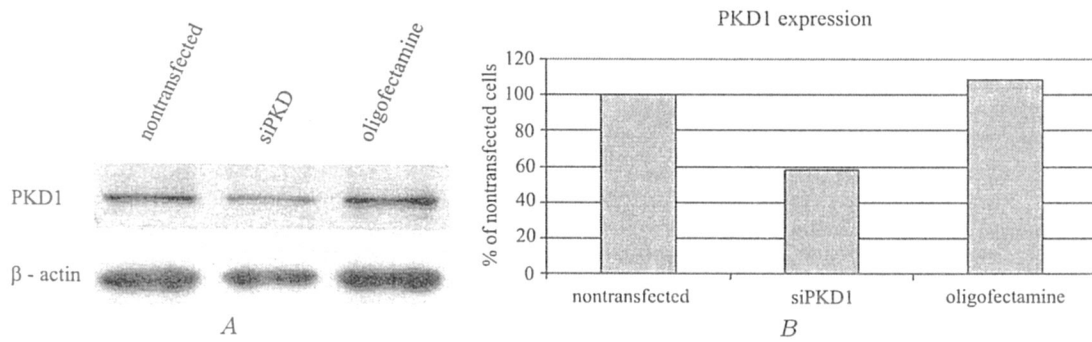 nontransfected
siPKD
oligofectamine
PKD1
β - actin
A
PKD1 expression
% of nontransfected cells
120
100
80
60
40
20
0
nontransfected
siPKD1
oligofectamine
B